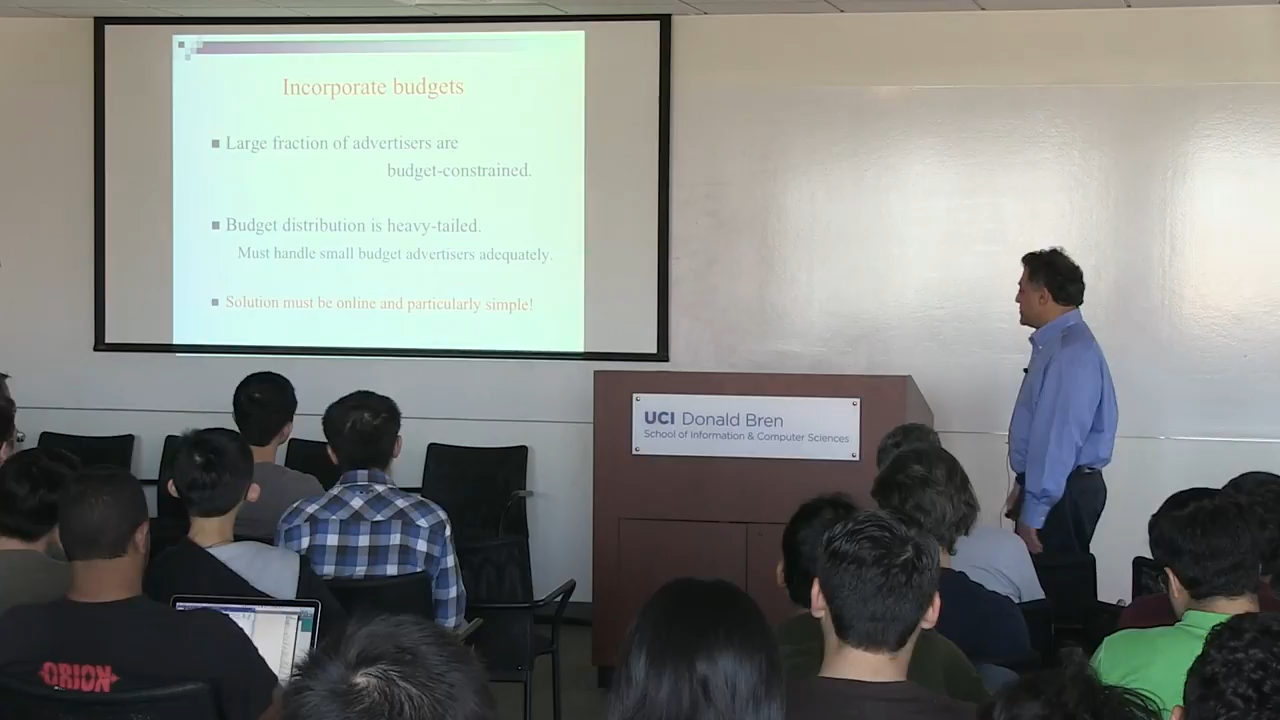 Incorporate budgets
■ Large fraction of advertisers are
budget-constrained.
■ Budget distribution is heavy-tailed.
Must handle small budget advertisers adequately.
■ Solution must be online and particularly simple!
UCI Donald Bren
School of Information & Computer Sciences
ORION